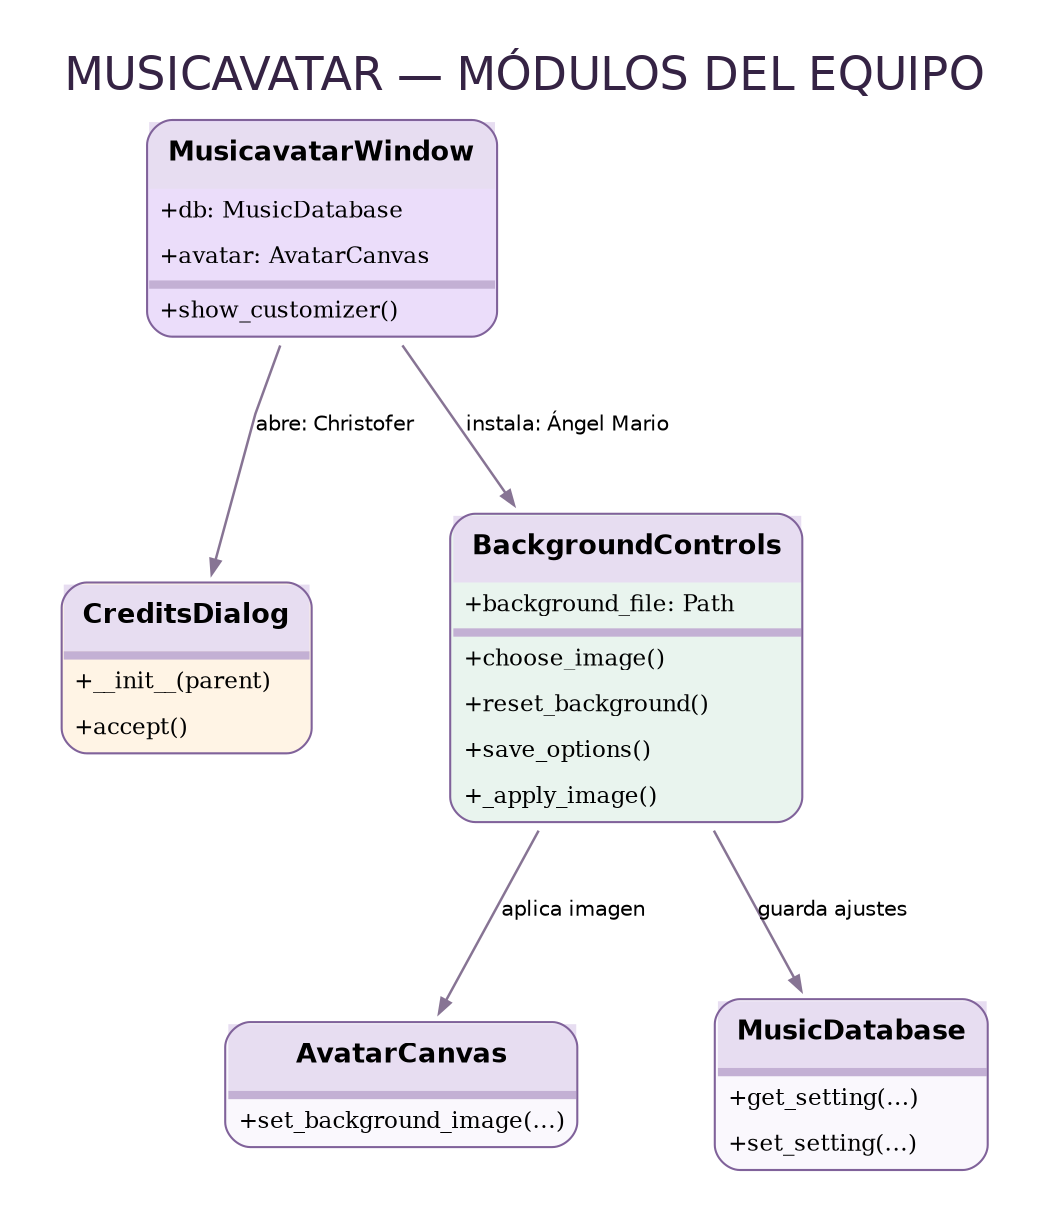 MUSICAVATAR — MÓDULOS DEL EQUIPO
MusicavatarWindow
+db: MusicDatabase
+avatar: AvatarCanvas
+show_customizer()
abre: Christofer
instala: Ángel Mario
BackgroundControls
+background_file: Path
+choose_image()
+reset_background()
+save_options()
+_apply_image()
CreditsDialog
+__init__(parent)
+accept()
aplica imagen
guarda ajustes
AvatarCanvas
+set_background_image(...)
MusicDatabase
+get_setting(...)
+set_setting(...)